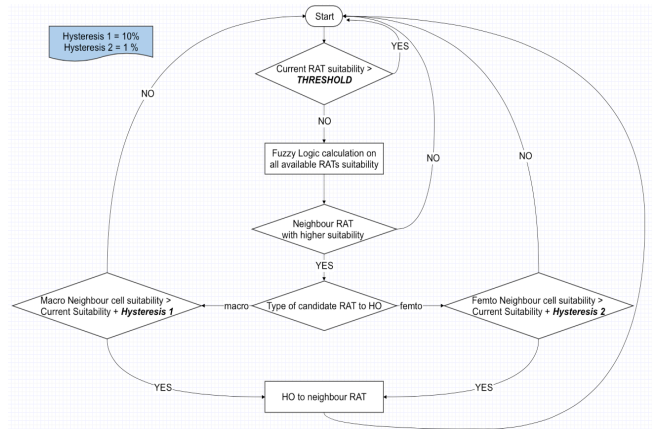 Hysteresis 1 = 10%
Hysteresis 2 = 1 %
Start
YES
Current RAT suitability >
THRESHOLD
NO
NO
Fuzzy Logic calculation on
all available RATs suitability
NO
NO
Neighbour RAT
with higher suitability
YES
Macro Neighbour cell suitability >
Current Suitability + Hysteresis 1
macro
Type of candidate RAT to HO
femto
Femto Neighbour cell suitability >
Current Suitability + Hysteresis 2
YES
HO to neighbour RAT
YES